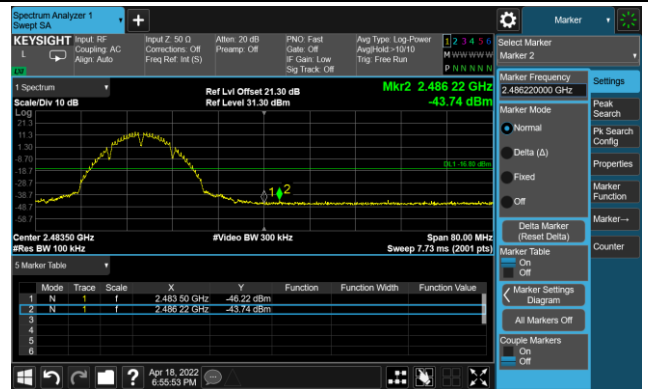 Spectrum Analyzer 1
Swept SA
+
Marker
KEYSIGHT
L
Input: RF
Coupling: AC
Align: Auto
Input Z: 50 Ω
Corrections: Off
Freq Ref: Int (S)
Atten: 20 dB
Preamp: Off
PNO: Fast
Gate: Off
IF Gain: Low
Sig Track: Off
Avg Type: Log-Power
Avg|Hold:>10/10
Trig: Free Run
1 2 3 4 5 6
M W W W W W
P N N N N N
1 Spectrum
Scale/Div 10 dB
Log
Ref Lvl Offset 21.30 dB
Ref Level 31.30 dBm
Mkr2 2.486 22 GHz
-43.74 dBm
21.3
11.3
1.30
-8.70
-18.7
-28.7
-38.7
-48.7
-58.7
DL1 -16.80 dBm
1 2
Center 2.48350 GHz
#Res BW 100 kHz
#Video BW 300 kHz
Span 80.00 MHz
Sweep 7.73 ms (2001 pts)
5 Marker Table
Mode Trace Scale X Y Function Function Width Function Value
1 N 1 f 2.483 50 GHz -46.22 dBm
2 N 1 f 2.486 22 GHz -43.74 dBm
3
4
5
6
Select Marker
Marker 2
Marker Frequency
2.486220000 GHz
Marker Mode
Normal
Delta (Δ)
Fixed
Off
Delta Marker
(Reset Delta)
Marker Table
On
Off
Marker Settings
Diagram
All Markers Off
Couple Markers
On
Off
Settings
Peak
Search
Pk Search
Config
Properties
Marker
Function
Marker→
Counter
?
Apr 18, 2022
6:55:53 PM